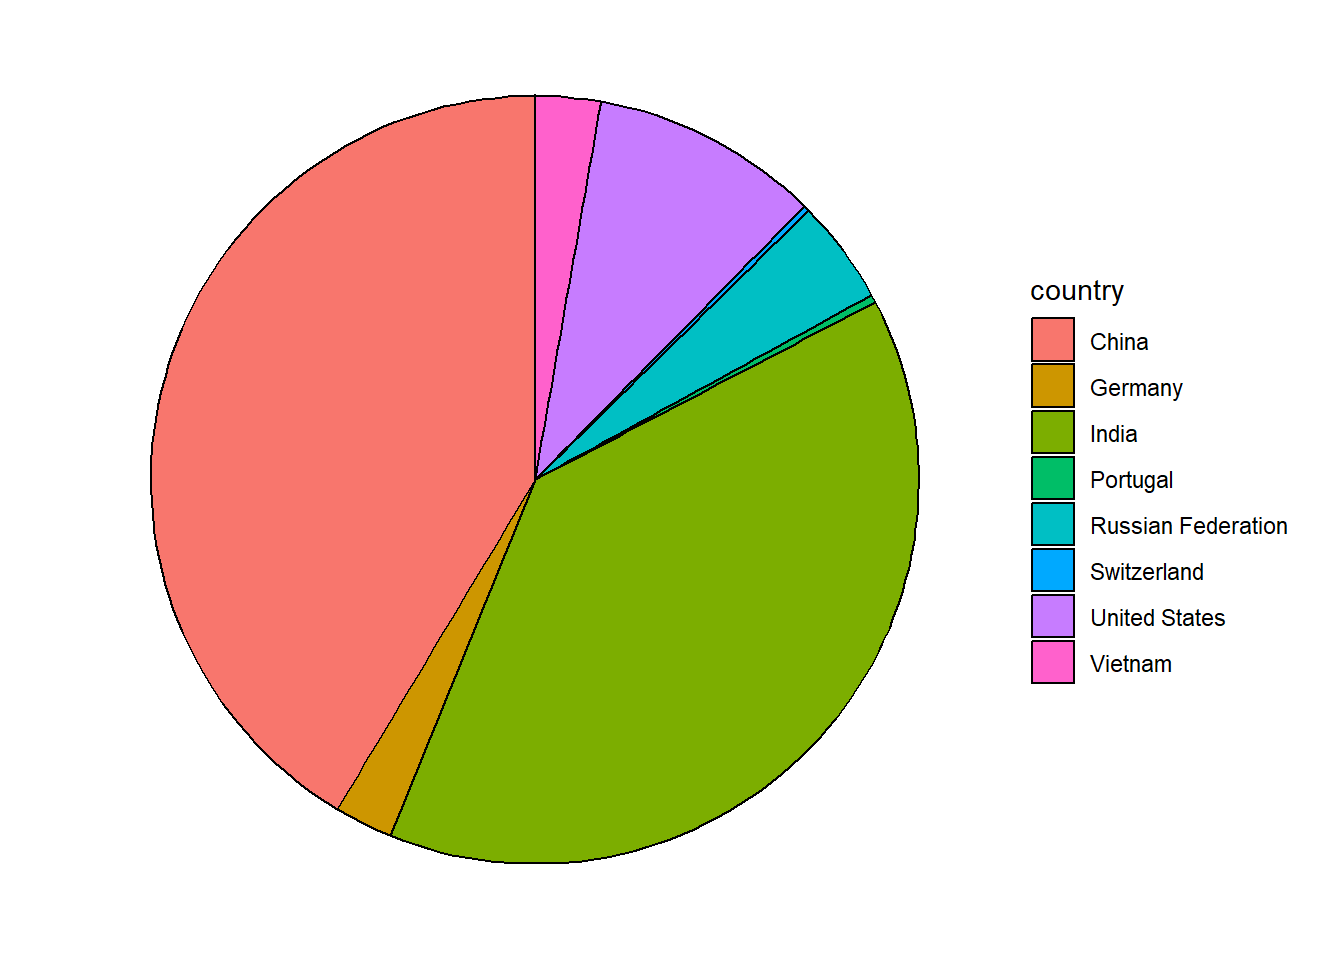 country
China
Germany
India
Portugal
Russian Federation
Switzerland
United States
Vietnam